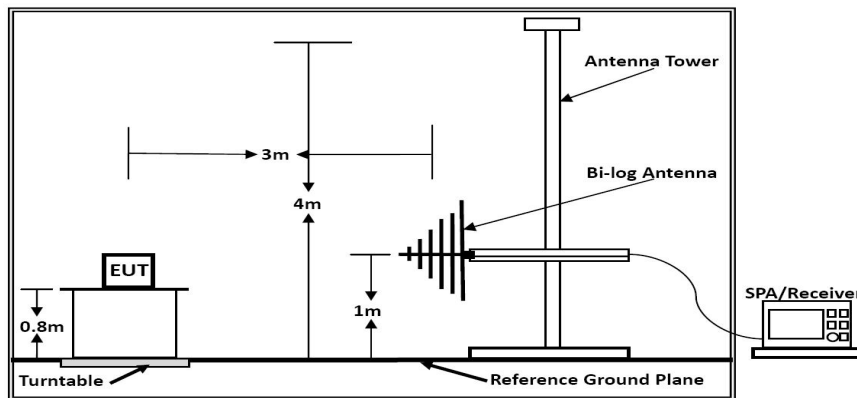 Antenna Tower
3m
Bi-log Antenna
4m
EUT
1m
SPA/Receiver
0.8m
Turntable
Reference Ground Plane